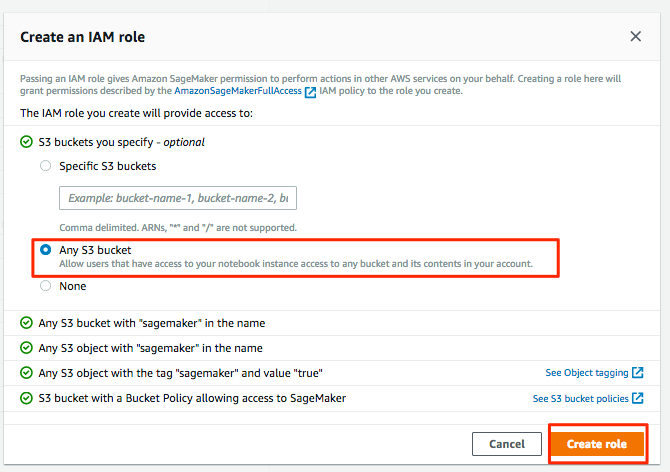 Create an IAM role
Passing an IAM role gives Amazon SageMaker permission to perform actions in other AWS services on your behalf. Creating a role here will
grant permissions described by the AmazonSageMakerFullAccess IAM policy to the role you create.
The IAM role you create will provide access to:
S3 buckets you specify - optional
Specific S3 buckets
Example: bucket-name-1, bucket-name-2, bu
Comma delimited. ARNs, "*" and "/" are not supported.
Any S3 bucket
Allow users that have access to your notebook instance access to any bucket and its contents in your account.
None
Any S3 bucket with "sagemaker" in the name
Any S3 object with "sagemaker" in the name
Any S3 object with the tag "sagemaker" and value "true"
See Object tagging
S3 bucket with a Bucket Policy allowing access to SageMaker
See S3 bucket policies
Cancel
Create role